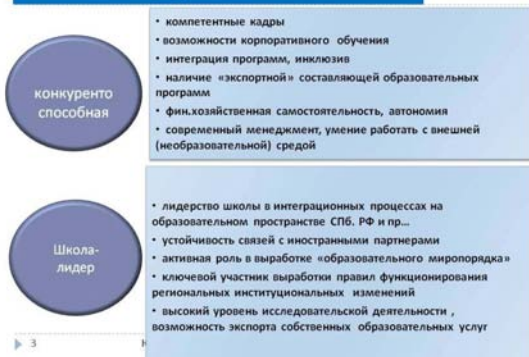 конкуренто
способная
• компетентные кадры
• возможности корпоративного обучения
• интеграция программ, инклюзив
• наличие «экспортной» составляющей образовательных
программ
• фин.хозяйственная самостоятельность, автономия
• современный менеджмент, умение работать с внешней
(необразовательной) средой
Школа-
лидер
• лидерство школы в интеграционных процессах на
образовательном пространстве СПб. РФ и пр...
• устойчивость связей с иностранными партнерами
• активная роль в выработке «образовательного миропорядка»
• ключевой участник выработки правил функционирования
региональных институциональных изменений
• высокий уровень исследовательской деятельности ,
возможность экспорта собственных образовательных услуг
3